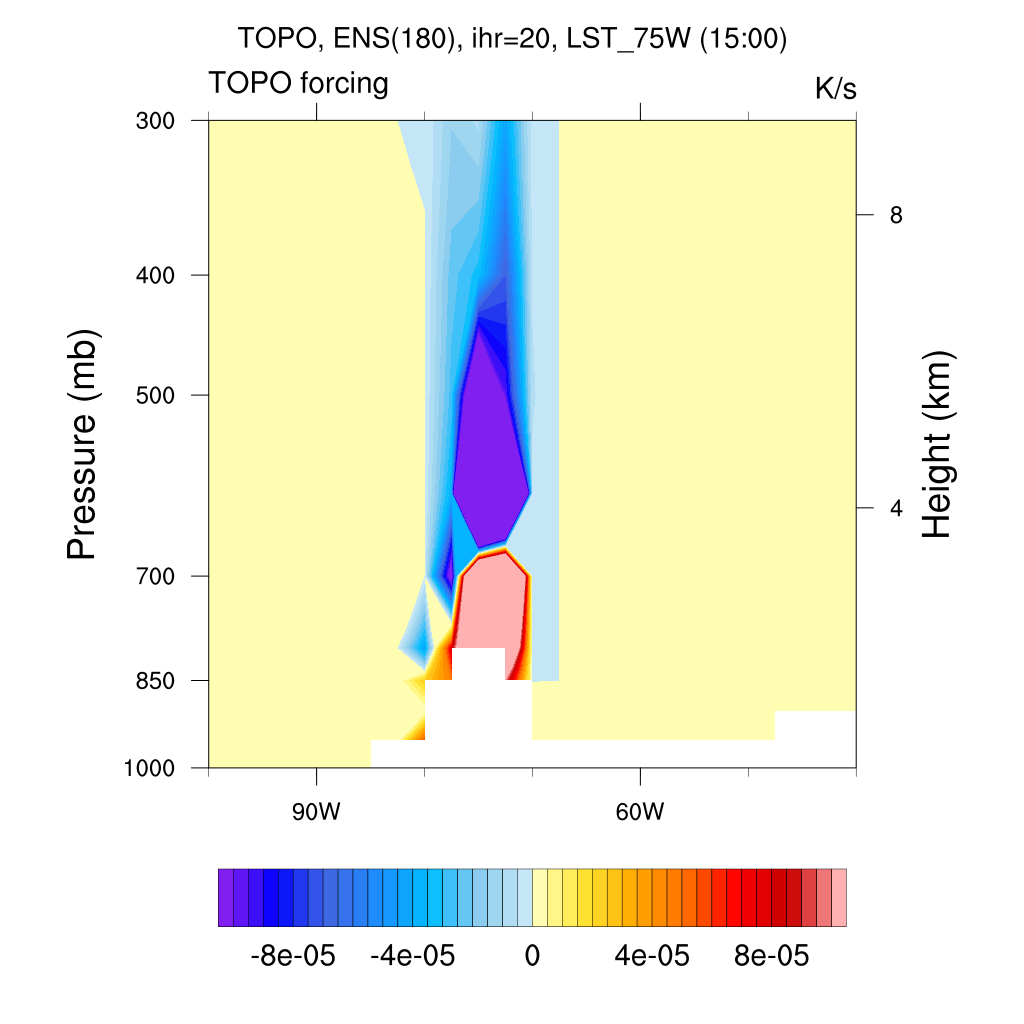 TOPO, ENS(180), ihr=20, LST_75W (15:00)
TOPO forcing
K/s
300
400
500
700
850
1000
Pressure (mb)
8
4
Height (km)
90W
60W
-8e-05
-4e-05
0
4e-05
8e-05